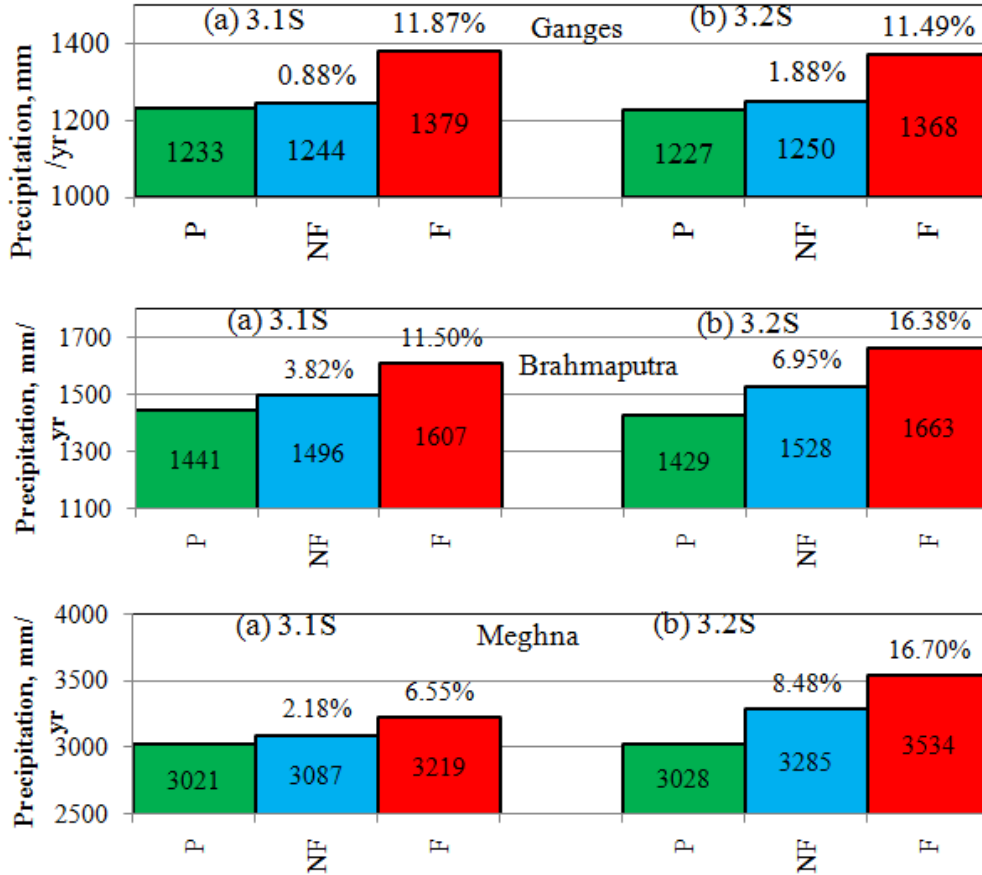 (a) 3.1S 11.87% Ganges (b) 3.2S 11.49%
0.88% 1.88%
Precipitation, mm
/yr
1400
1200
1000
1233 1244 1379 1227 1250 1368
P NF F P NF F
(a) 3.1S (b) 3.2S 16.38%
11.50%
3.82% Brahmaputra 6.95%
Precipitation, mm/
yr
1700
1500
1300
1100
1441 1496 1607 1429 1528 1663
P NF F P NF F
(a) 3.1S Meghna (b) 3.2S
16.70%
2.18% 6.55% 8.48%
Precipitation, mm/
yr
4000
3500
3000
2500
3021 3087 3219 3028 3285 3534
P NF F P NF F